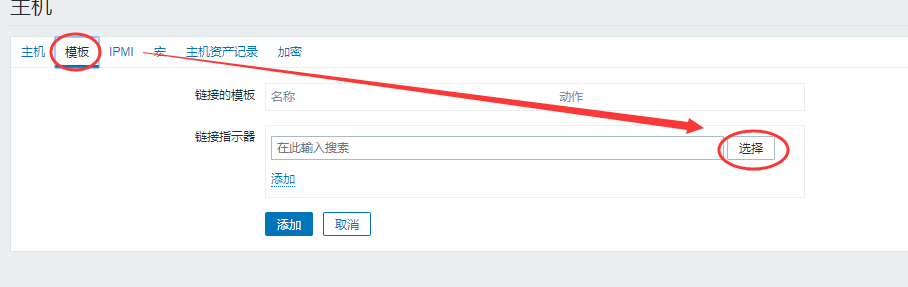 主机
主机 模板 IPMI 宏 主机资产记录 加密
链接的模板 名称 动作
链接指示器 在此输入搜索 选择
添加
添加 取消